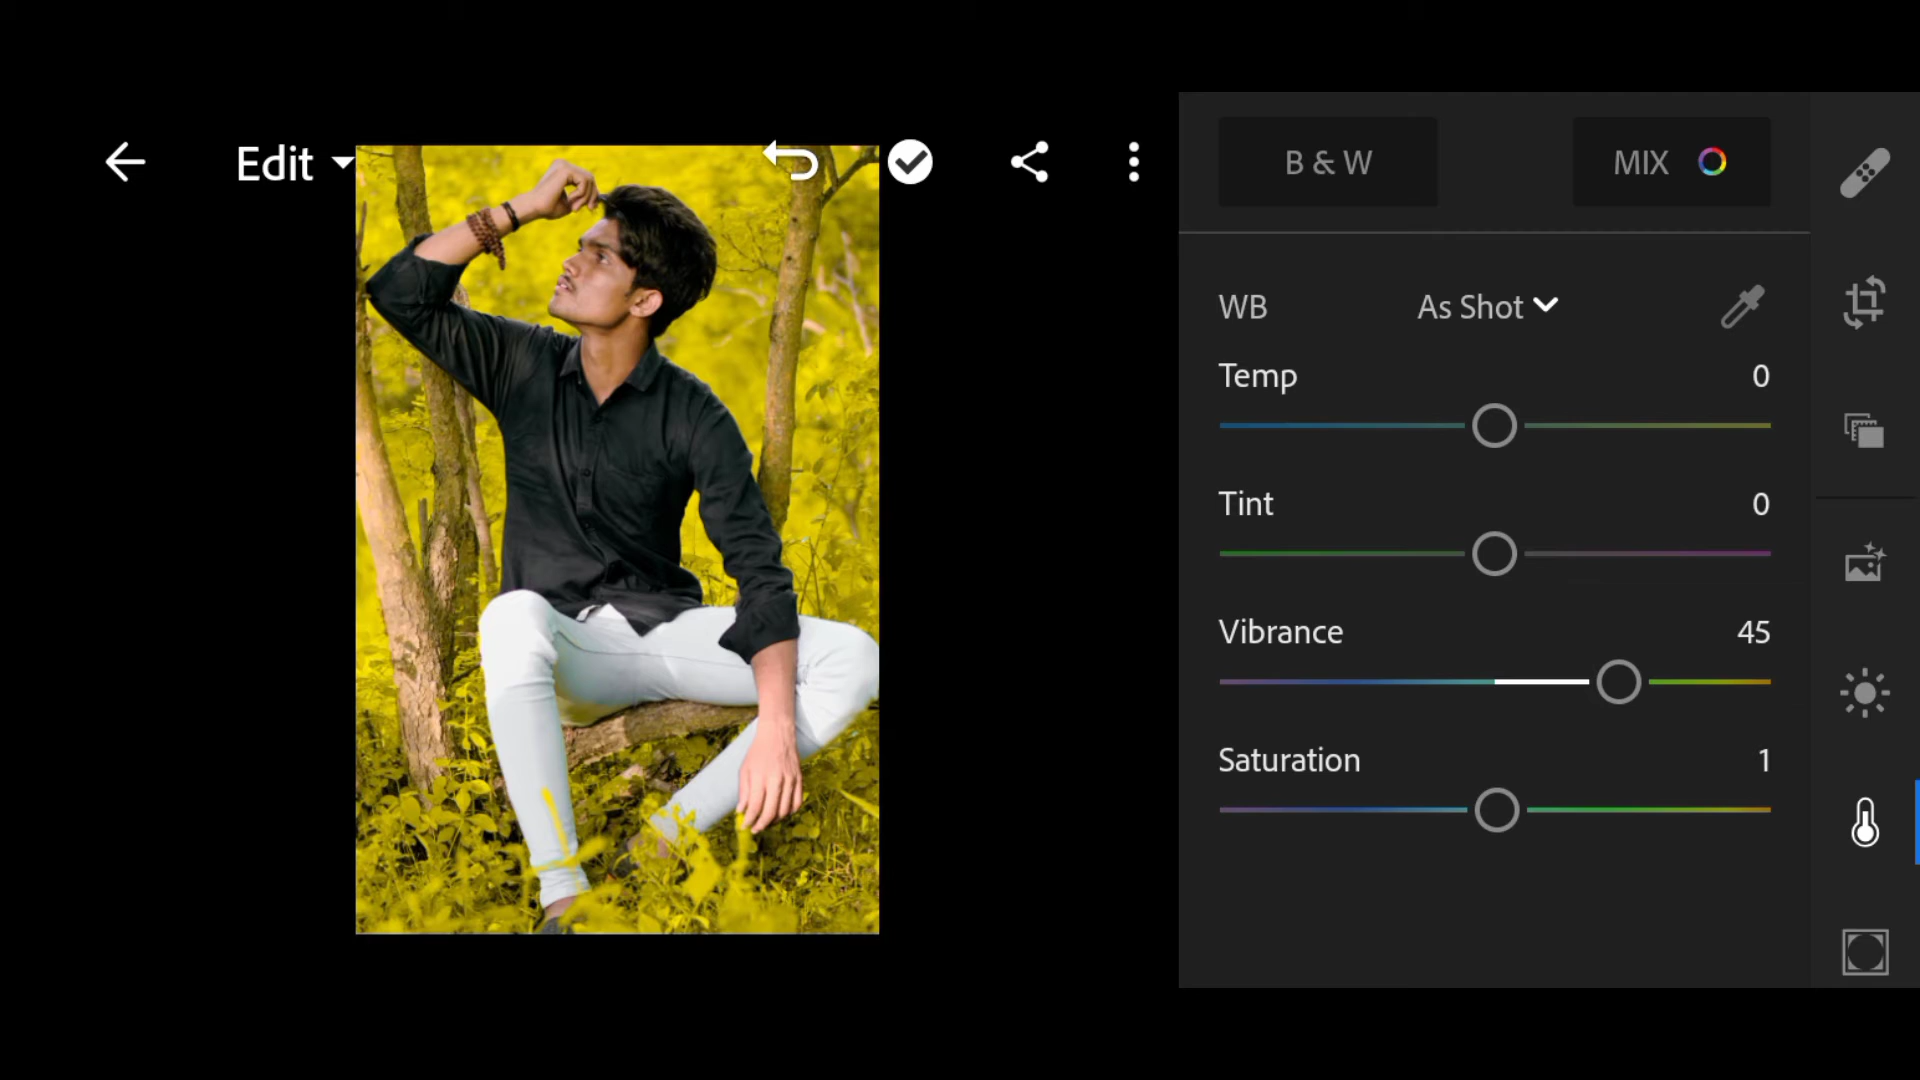 Edit
B & W
MIX
WB
As Shot
Temp 0
Tint 0
Vibrance 45
Saturation 1